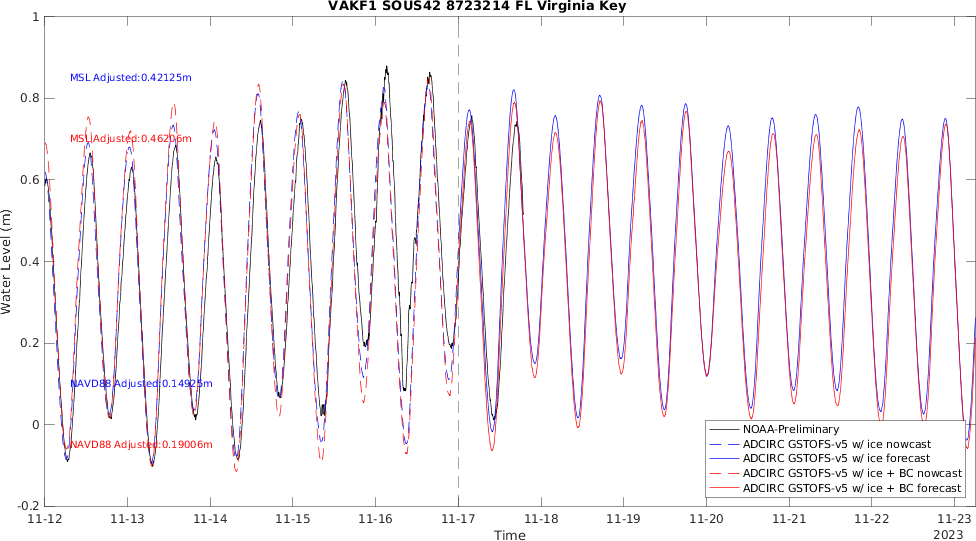 VAKF1 SOUS42 8723214 FL Virginia Key
1
0.8
0.6
0.4
0.2
0
-0.2
Water Level (m)
MSL Adjusted:0.42125m
MSL Adjusted:0.46206m
NAVD88 Adjusted:0.14925m
NAVD88 Adjusted:0.19006m
NOAA-Preliminary
ADCIRC GSTOFS-v5 w/ ice nowcast
ADCIRC GSTOFS-v5 w/ ice forecast
ADCIRC GSTOFS-v5 w/ ice + BC nowcast
ADCIRC GSTOFS-v5 w/ ice + BC forecast
11-12 11-13 11-14 11-15 11-16 11-17 11-18 11-19 11-20 11-21 11-22 11-23
Time
2023